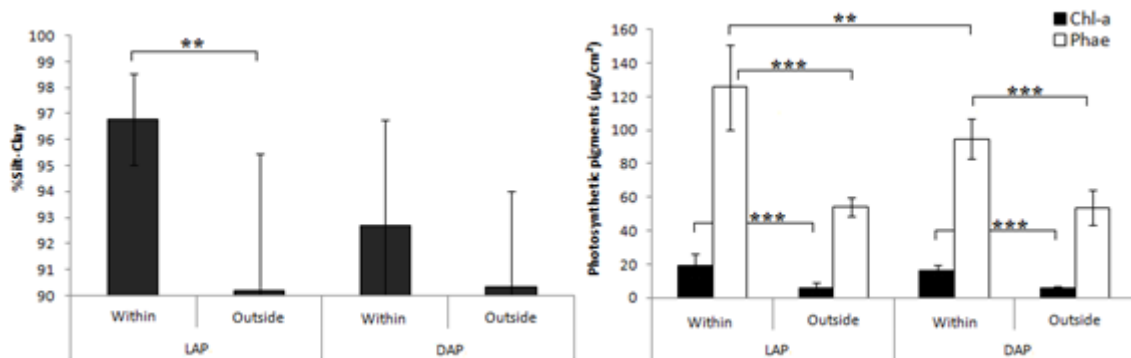 %Silt-Clay
100
99
98
97
96
95
94
93
92
91
90
**
Within
Outside
Within
Outside
LAP
DAP
Photosynthetic pigments (µg/cm²)
160
140
120
100
80
60
40
20
0
Chl-a
Phae
**
***
***
***
***
Within
Outside
Within
Outside
LAP
DAP